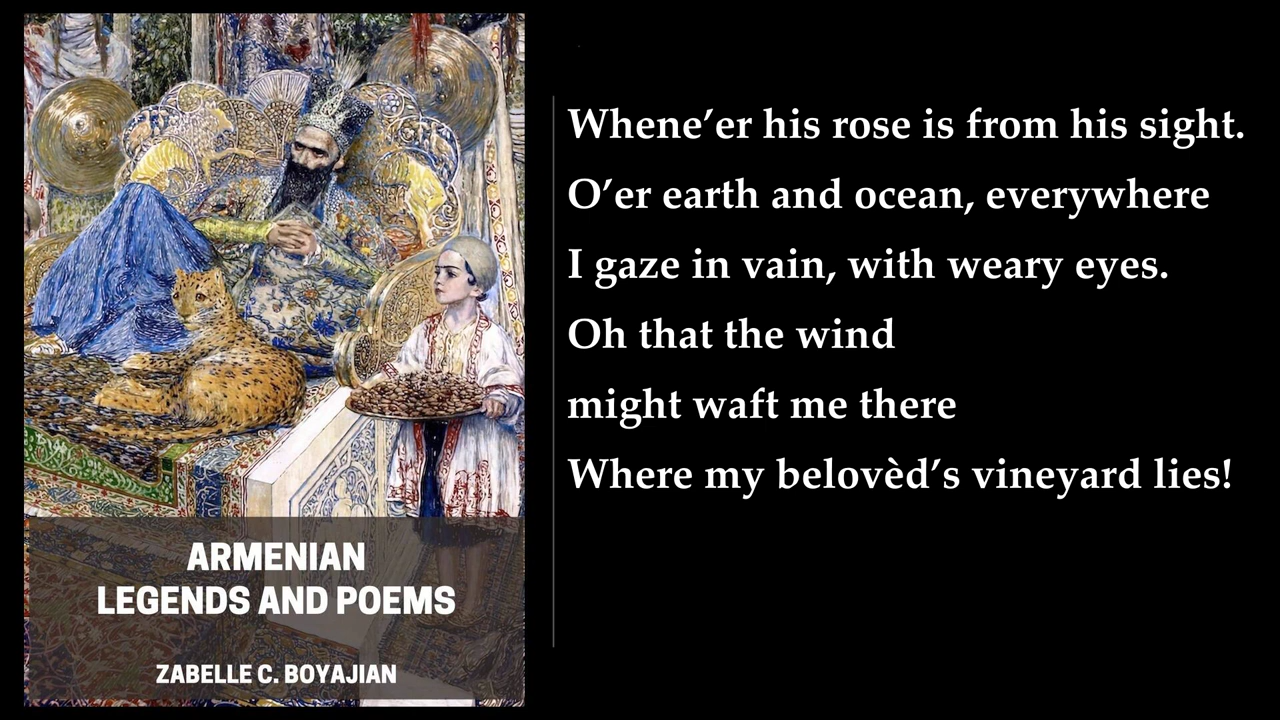 Whene’er his rose is from his sight.
O’er earth and ocean, everywhere
I gaze in vain, with weary eyes.
Oh that the wind
might waft me there
Where my belovèd’s vineyard lies!
ARMENIAN
LEGENDS AND POEMS
ZABELLE C. BOYAJIAN